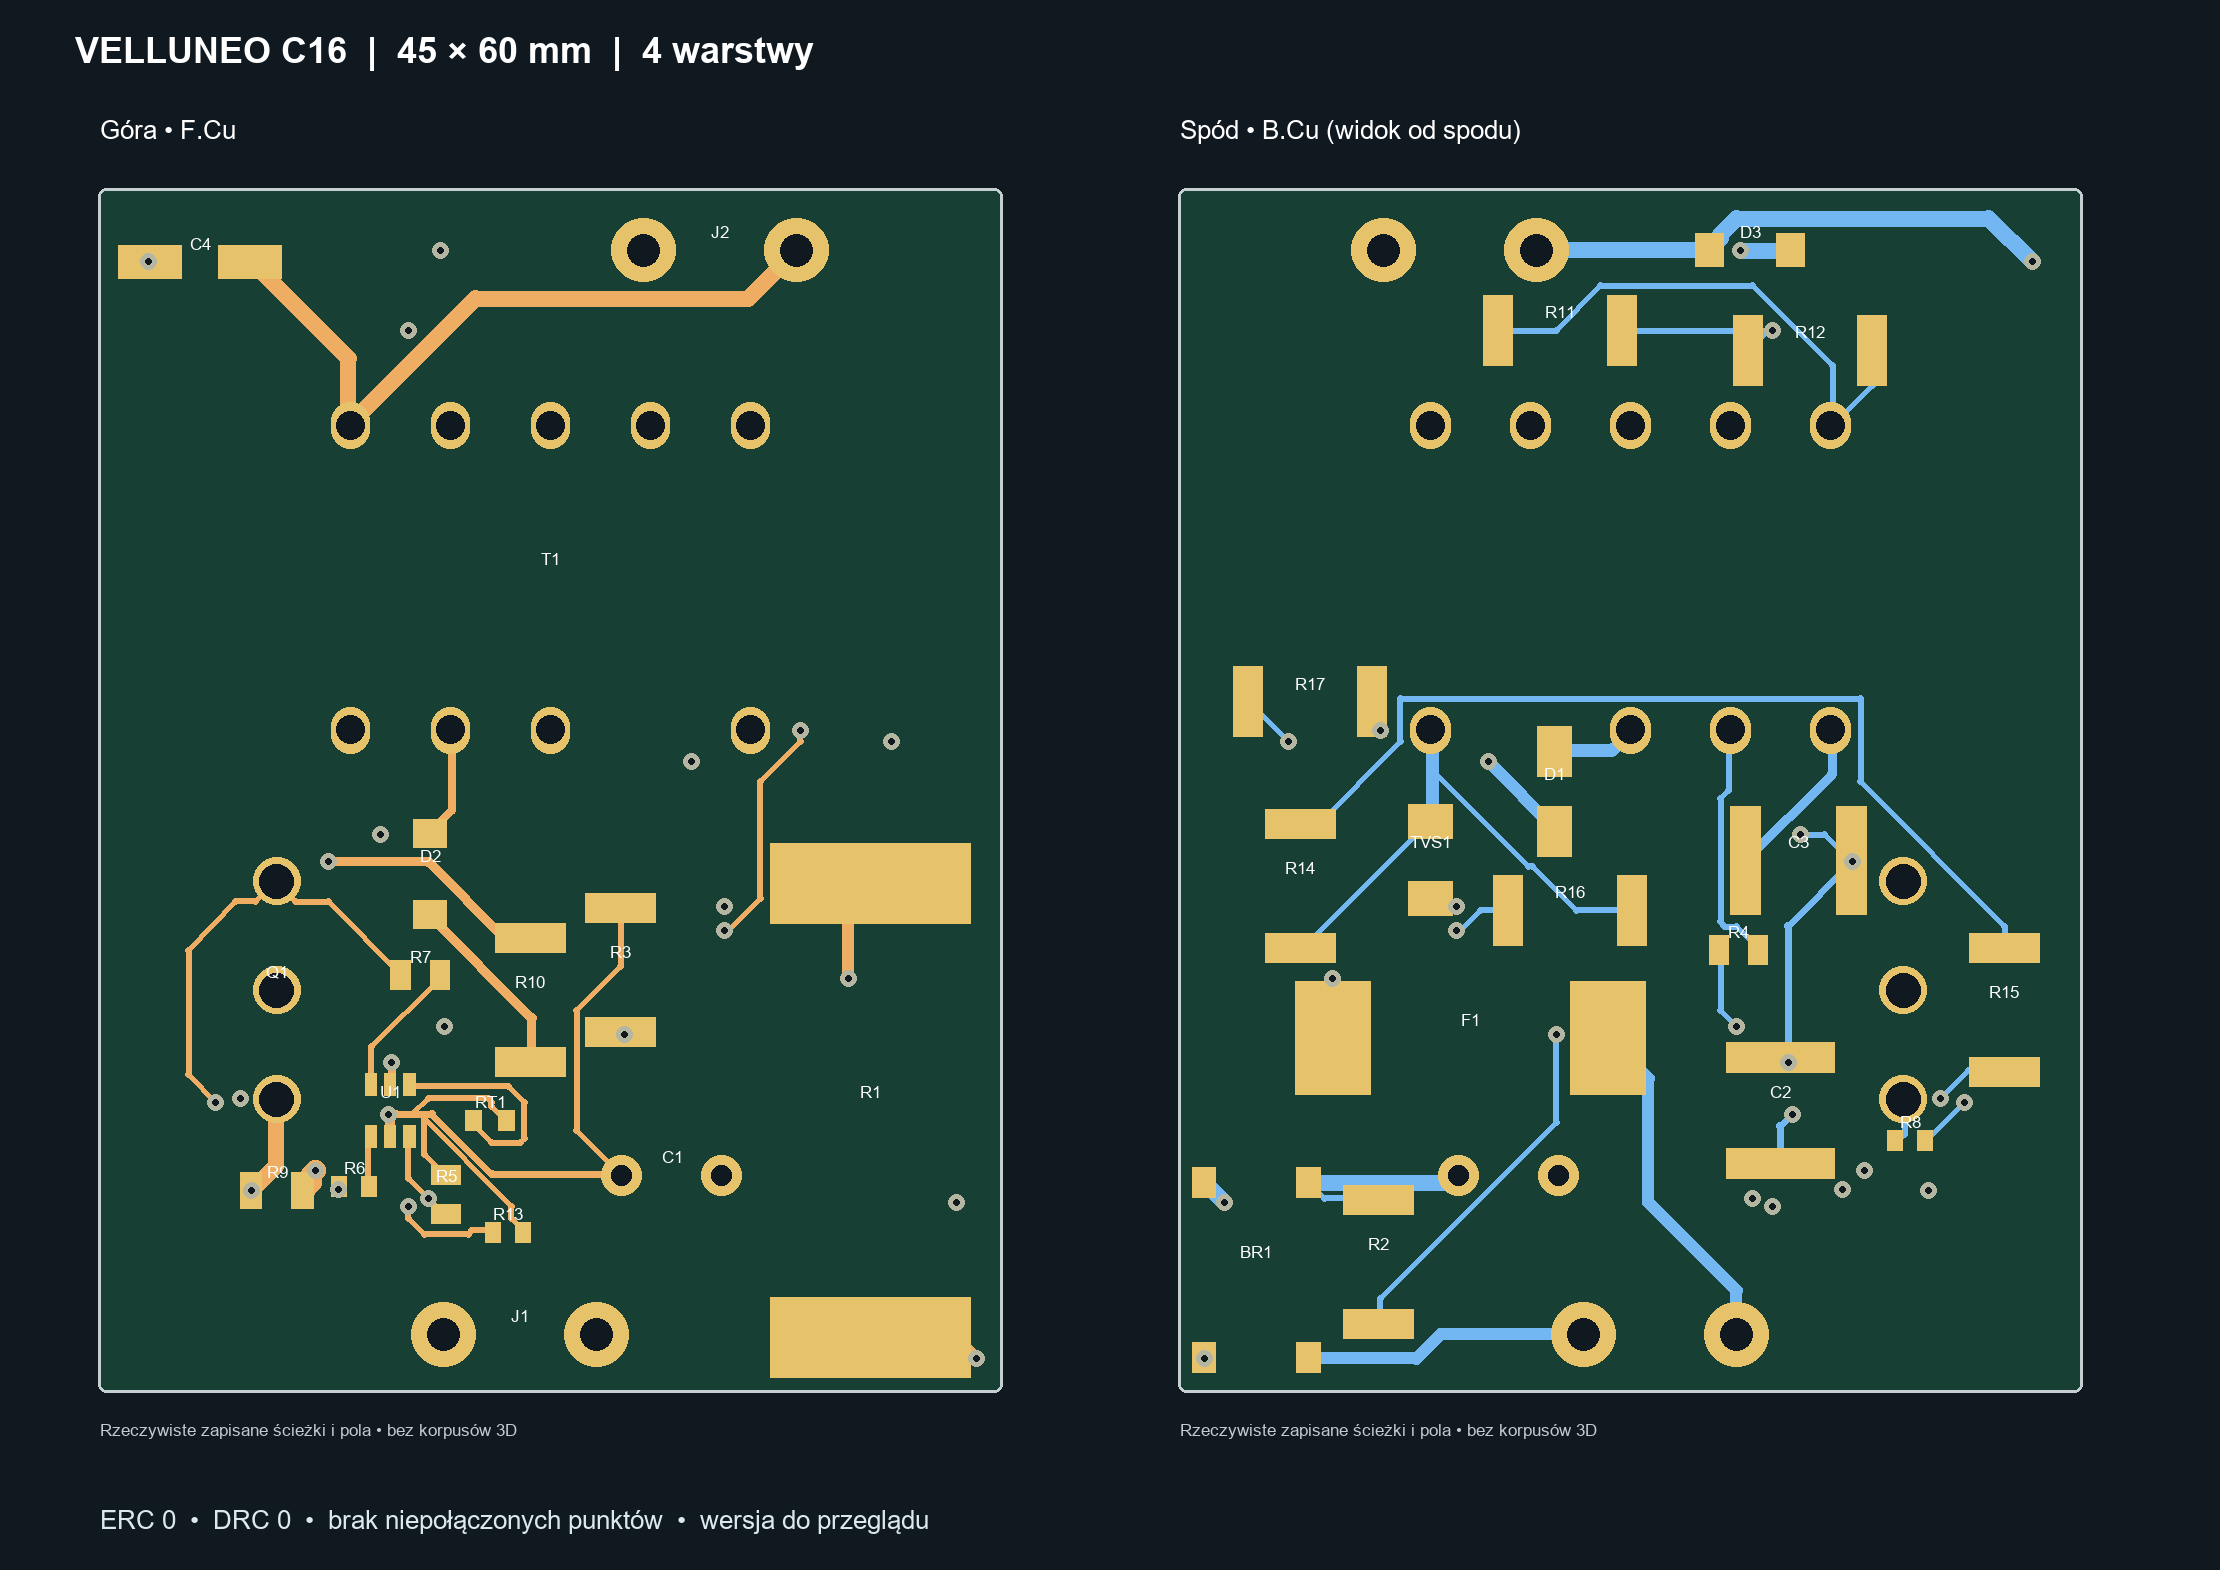 VELLUNEO C16 | 45 × 60 mm | 4 warstwy
Góra • F.Cu
C4
J2
T1
D2
R7
Q1
R3
R10
U1
RT1
R1
C1
R9
R6
R5
R13
J1
Rzeczywiste zapisane ścieżki i pola • bez korpusów 3D
Spód • B.Cu (widok od spodu)
D3
R11
R12
R17
D1
TVS1
C3
R14
R16
R4
R15
F1
C2
R8
R2
BR1
Rzeczywiste zapisane ścieżki i pola • bez korpusów 3D
ERC 0 • DRC 0 • brak niepołączonych punktów • wersja do przeglądu